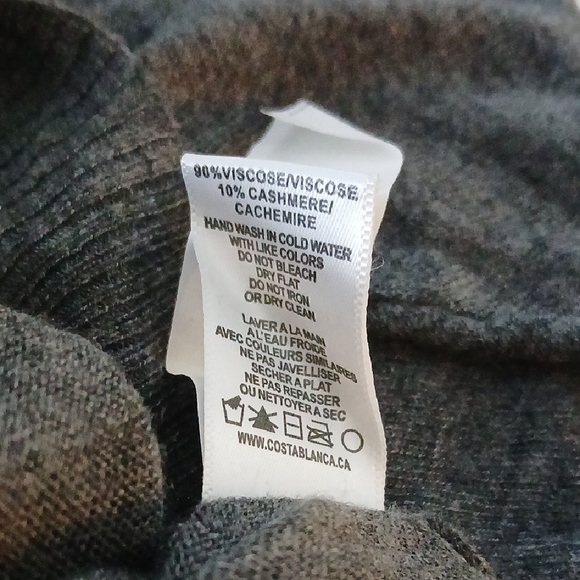 90%VISCOSE/VISCOSE
10% CASHMERE/
CACHEMIRE
HAND WASH IN COLD WATER
WITH LIKE COLORS
DO NOT BLEACH
DRY FLAT
DO NOT IRON
OR DRY CLEAN
LAVER A LA MAIN
A L'EAU FROIDE
AVEC COULEURS SIMILAIRES
NE PAS JAVELLISER
SECHER A PLAT
NE PAS REPASSER
OU NETTOYER A SEC
WWW.COSTABLANCA.CA